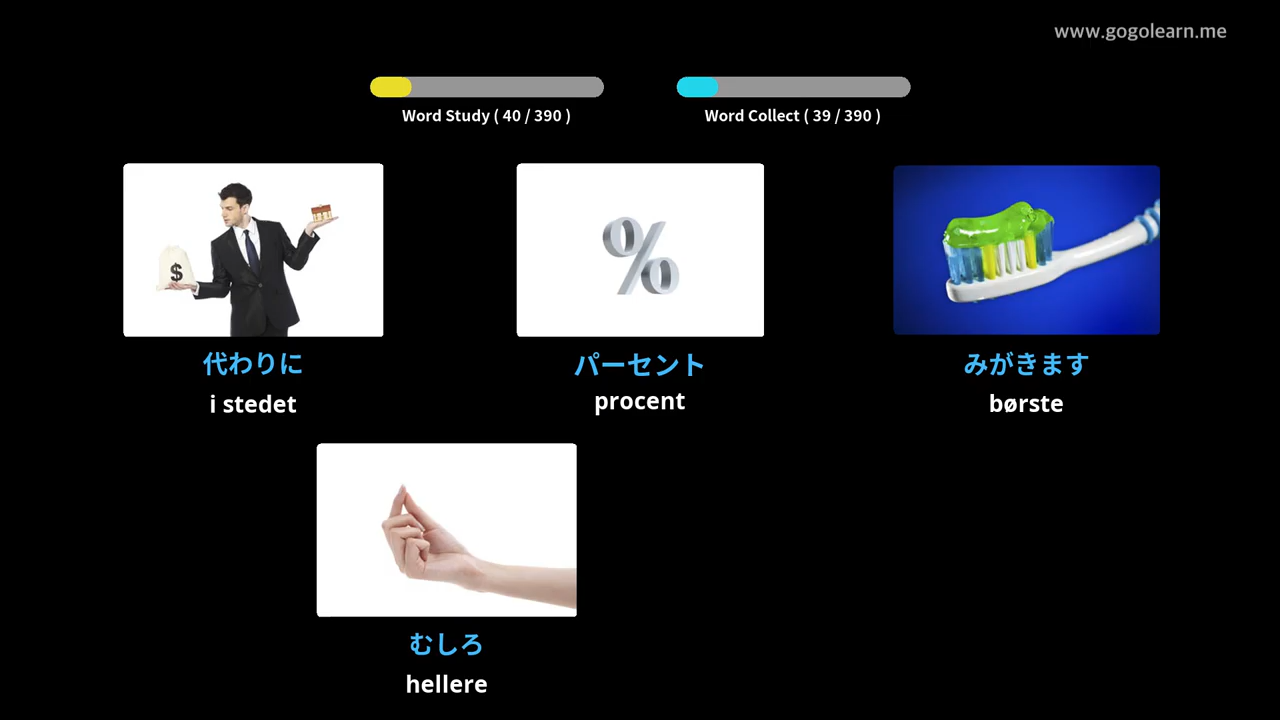 www.gogolearn.me
Word Study ( 40 / 390 )
Word Collect ( 39 / 390 )
$
%
代わりに
i stedet
パーセント
procent
みがきます
børste
むしろ
hellere